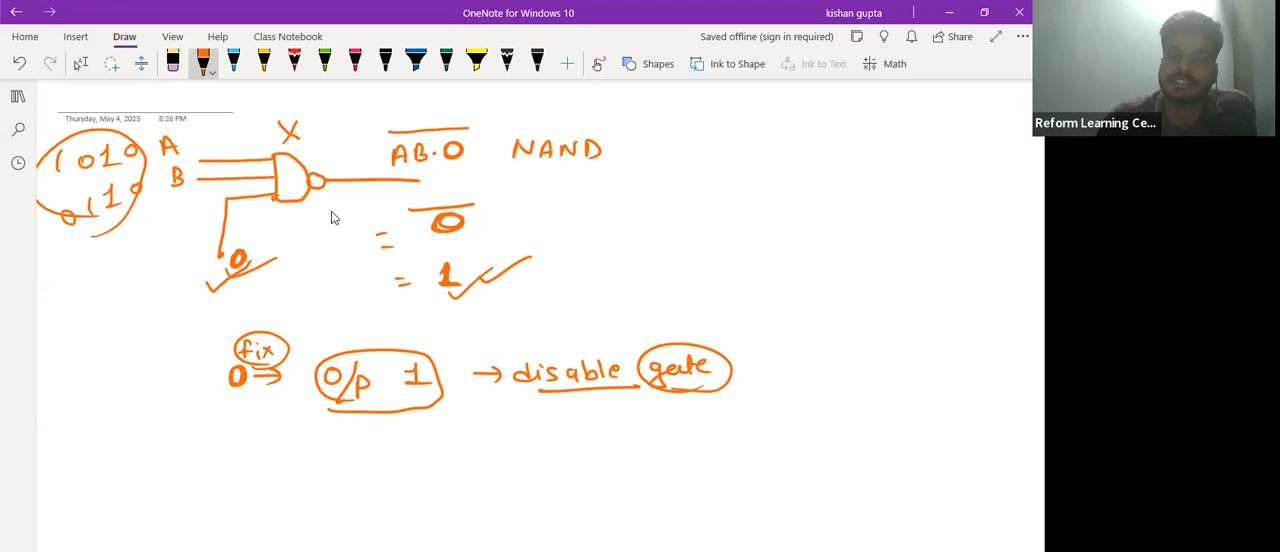 OneNote for Windows 10
kishan gupta
Home Insert Draw View Help Class Notebook
Saved offline (sign in required)
Share
Shapes
Ink to Shape
Ink to Text
Math
Reform Learning Ce...
Thursday, May 4, 2023 8:26 PM
X
1010 A
AB·0 NAND
B
0110
0
= 0
0
= 1
fix
0 ⇒ O/P 1 → disable gate